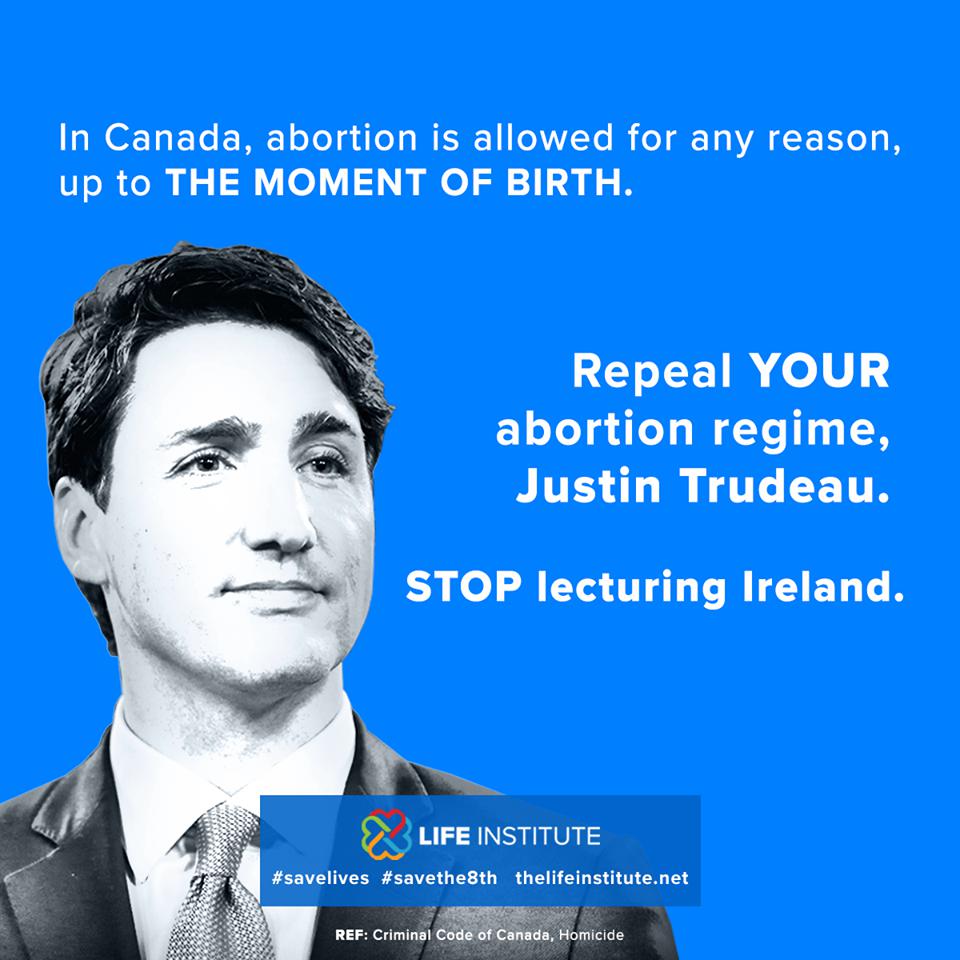 In Canada, abortion is allowed for any reason,
up to THE MOMENT OF BIRTH.
Repeal YOUR
abortion regime,
Justin Trudeau.
STOP lecturing Ireland.
LIFE INSTITUTE
#savelives #savethe8th thelifeinstitute.net
REF: Criminal Code of Canada, Homicide